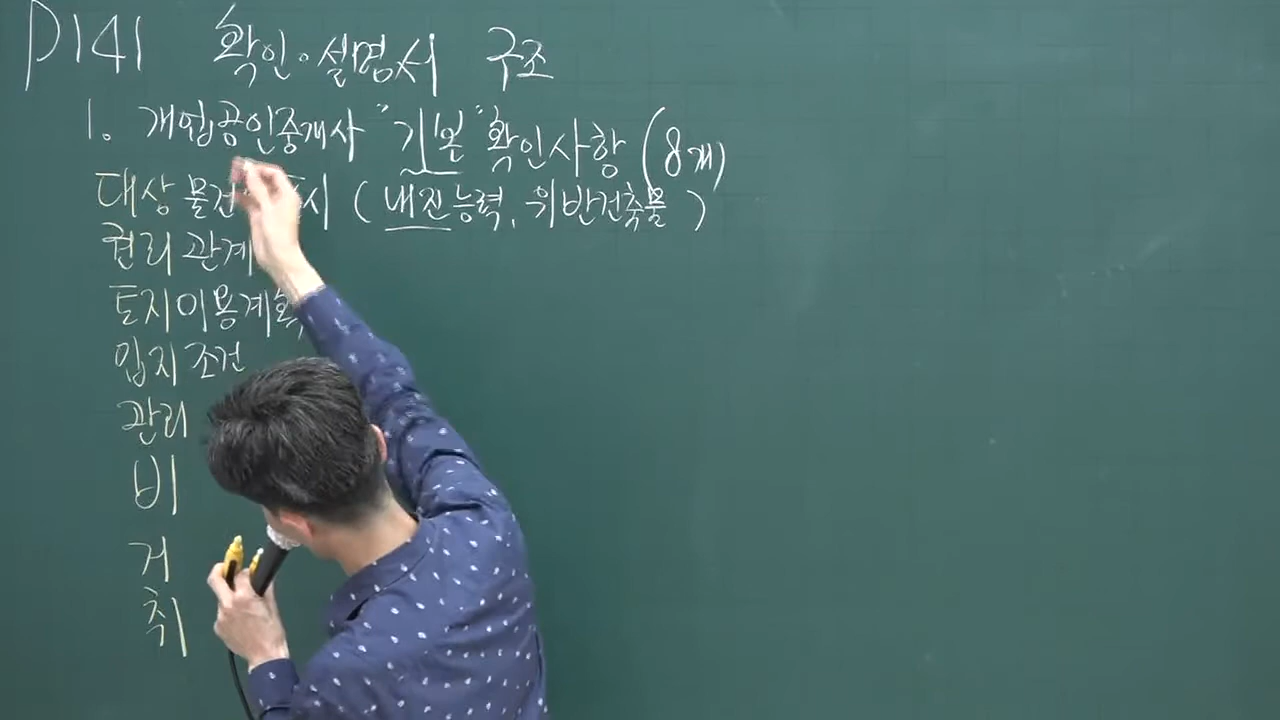 P141 확인·설명서 구조
1. 개업공인중개사 "기본" 확인사항 (8개)
대상 물건의 표시 (내진능력, 위반건축물)
권리 관계
토지이용계획
입지조건
관리
비
거
취